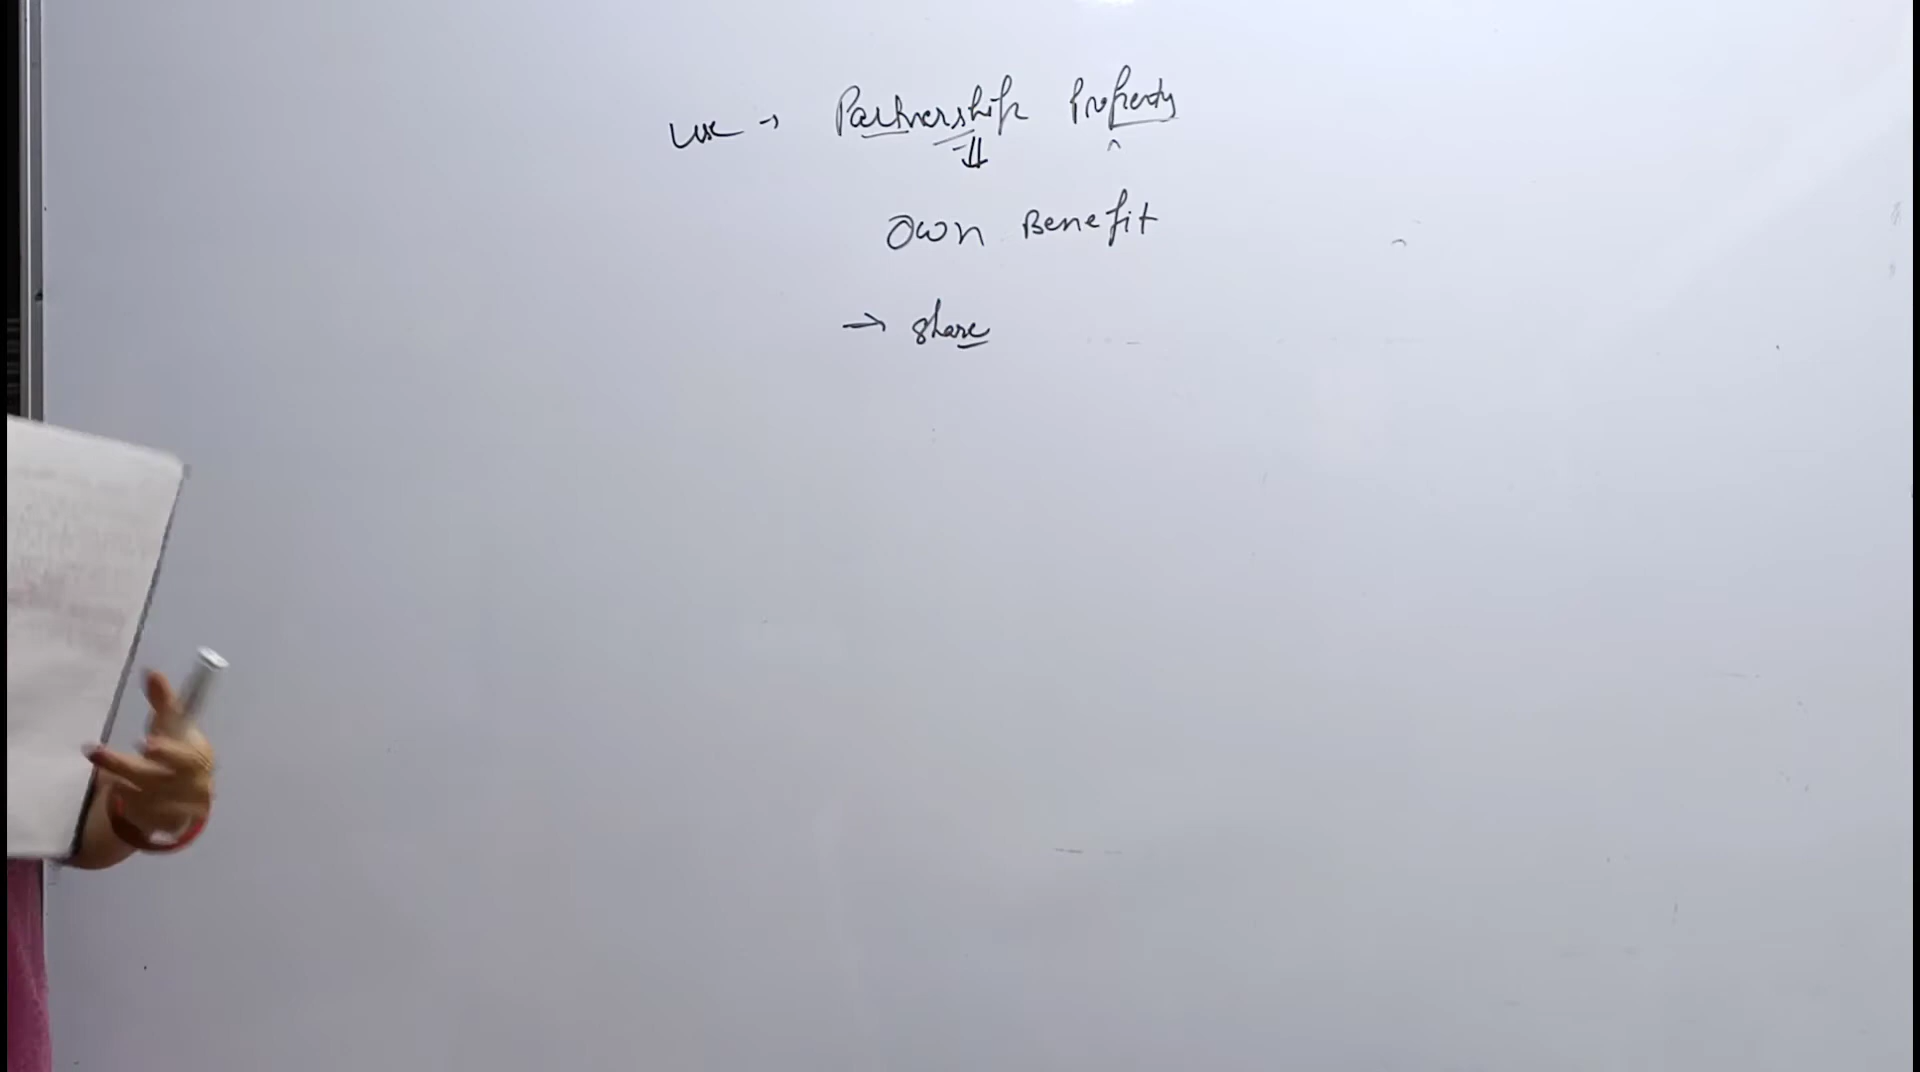 Use → Partnership Property
⇓
Own Benefit
→ Share